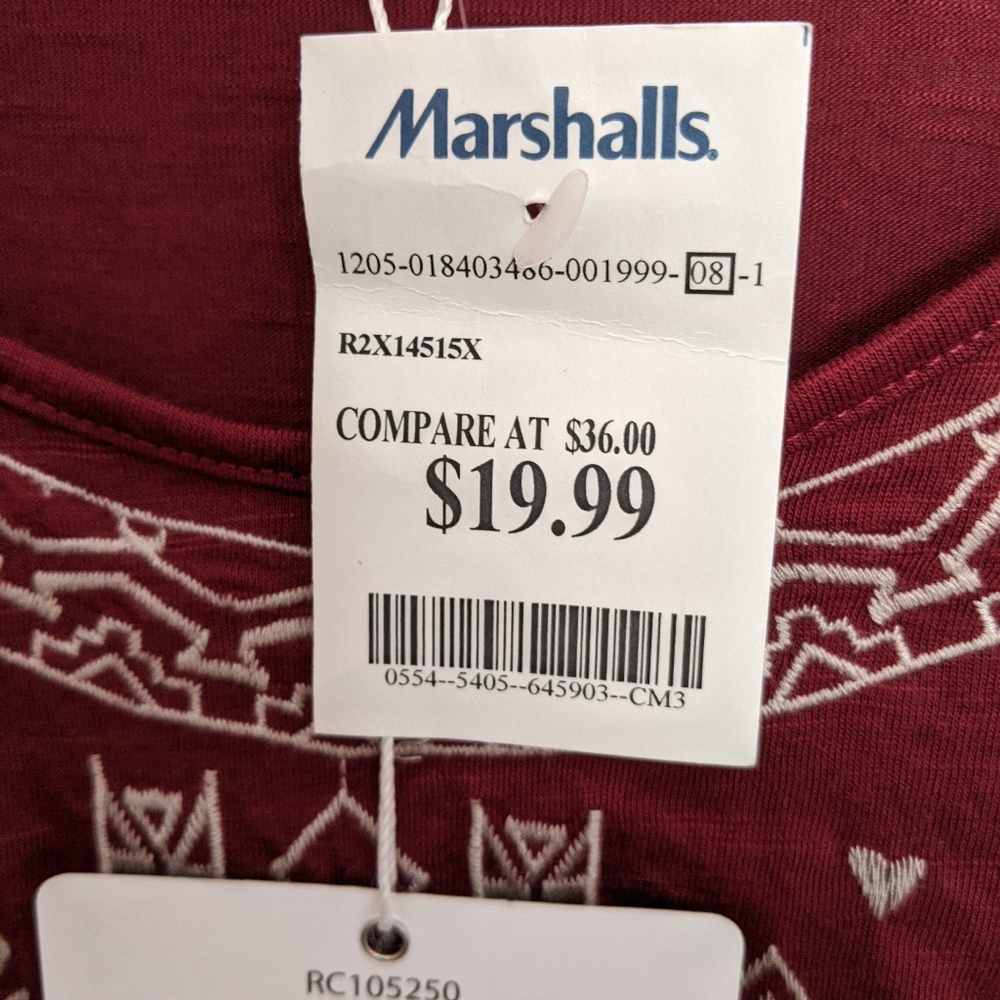 Marshalls.
1205-018403486-001999-08-1
R2X14515X
COMPARE AT $36.00
$19.99
0554--5405--645903--CM3
RC105250